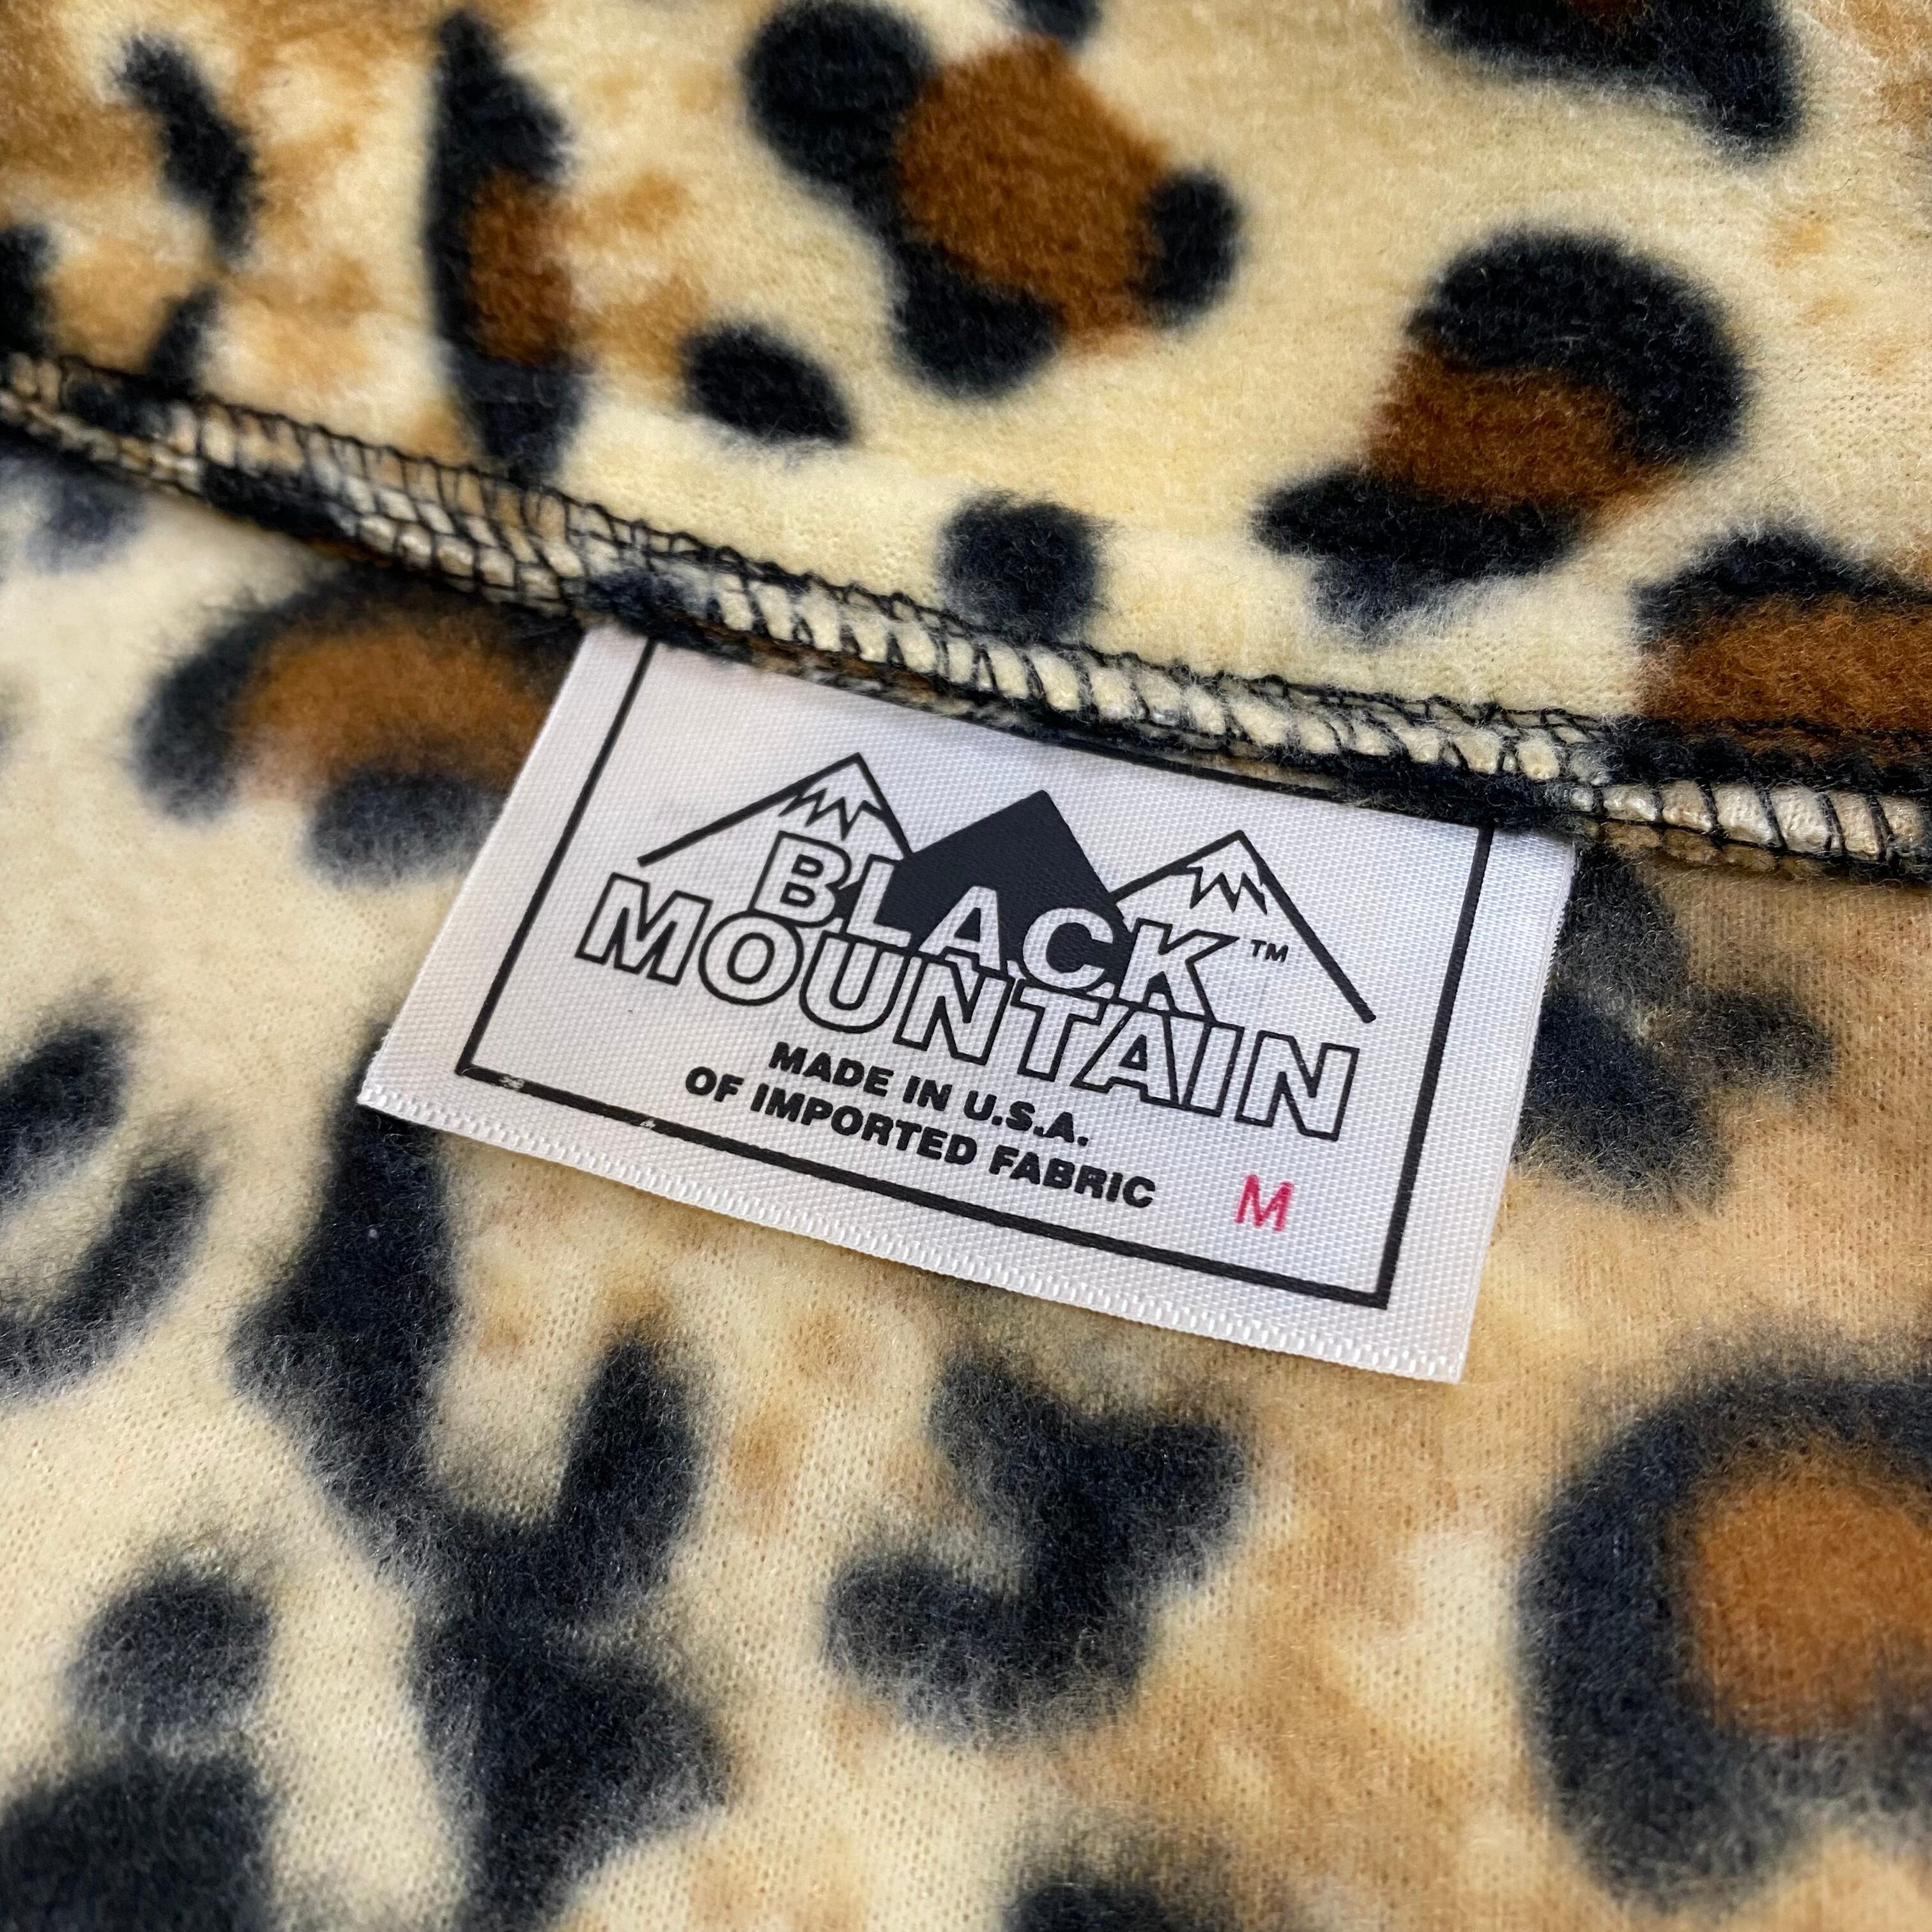 BLACK
MOUNTAIN™
MADE IN U.S.A.
OF IMPORTED FABRIC M